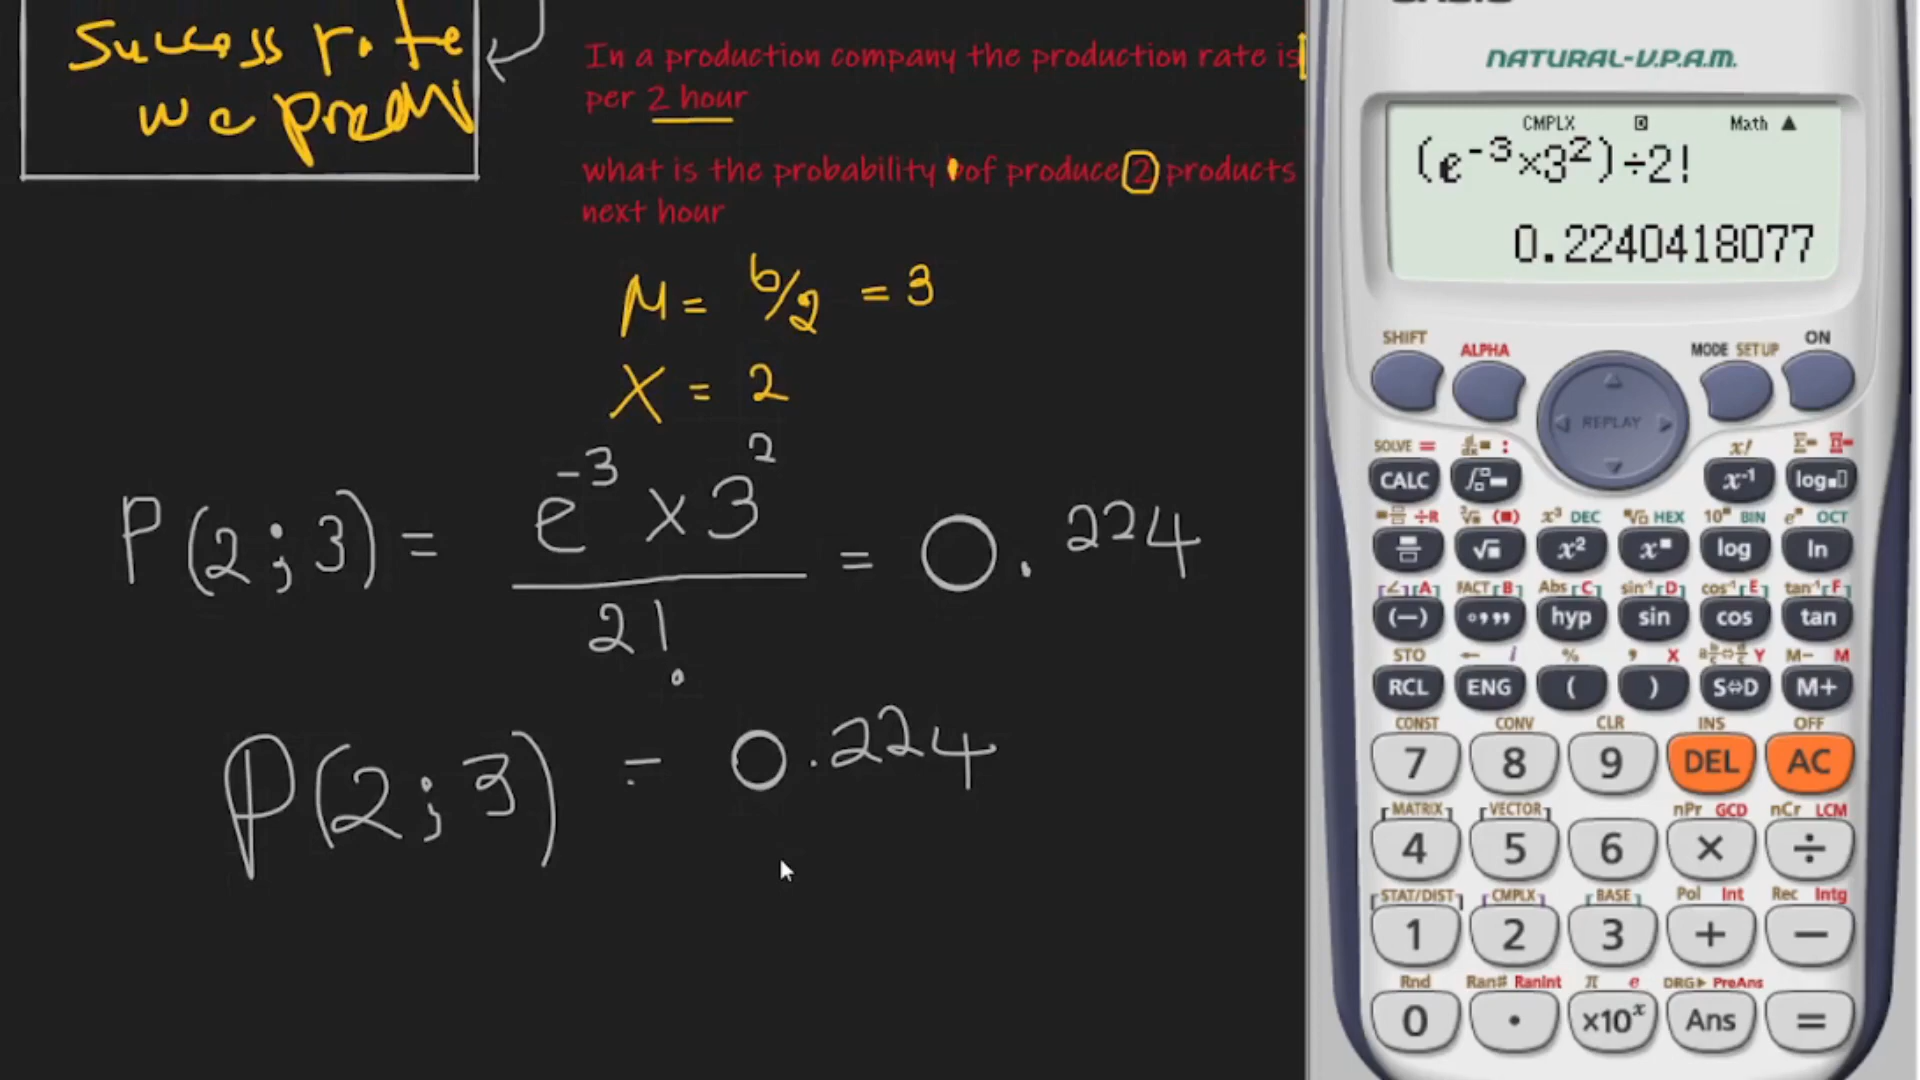 Success rate
we
In a production company the production rate is
per 2 hour
what is the probability of produce 2 products
next hour
μ = 6/2 = 3
X = 2
P(2;3) = e^-3 × 3^2 / 2! = 0.224
P(2;3) = 0.224
NATURAL-V.P.A.M.
CMPLX D Math ▲
(e^-3×3^2)÷2!
0.2240418077
SHIFT ALPHA MODE SETUP ON
REPLAY
SOLVE = d/dx : x! Σ
CALC x^-1 log
÷R x³ DEC HEX 10 BIN e OCT
x² x log ln
∠ A FACT B Abs C sin^-1 D cos^-1 E tan^-1 F
(−) °,,, hyp sin cos tan
STO ← i % , X Y M− M
RCL ENG ( ) S⇔D M+
CONST CONV CLR INS OFF
7 8 9 DEL AC
MATRIX VECTOR nPr GCD nCr LCM
4 5 6 × ÷
STAT/DIST CMPLX BASE Pol Int Rec Intg
1 2 3 + −
Rnd Ran# RanInt π e DRG▶ PreAns
0 . ×10^x Ans =